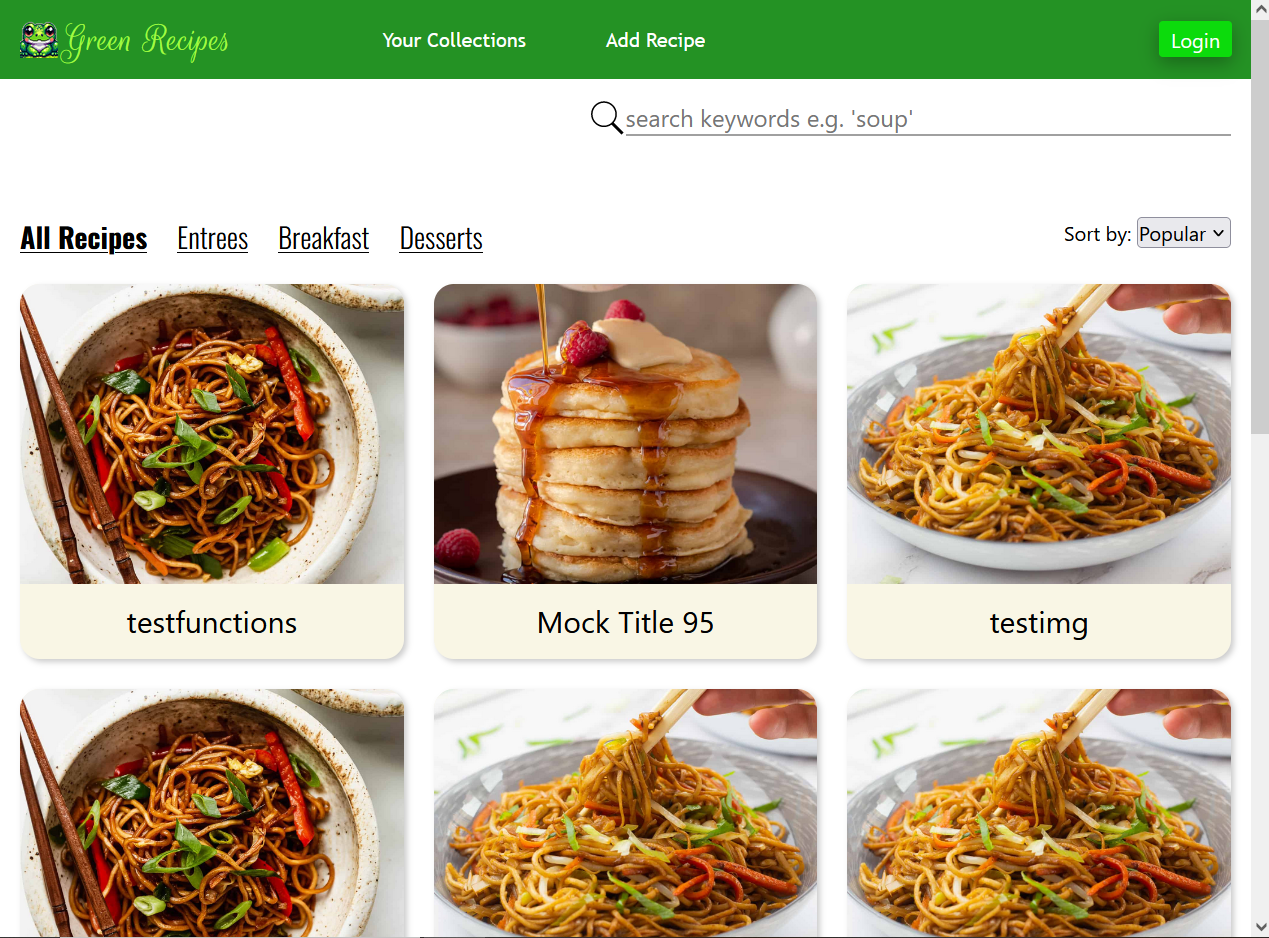 Green Recipes
Your Collections
Add Recipe
Login
search keywords e.g. 'soup'
All Recipes
Entrees
Breakfast
Desserts
Sort by: Popular
testfunctions
Mock Title 95
testimg